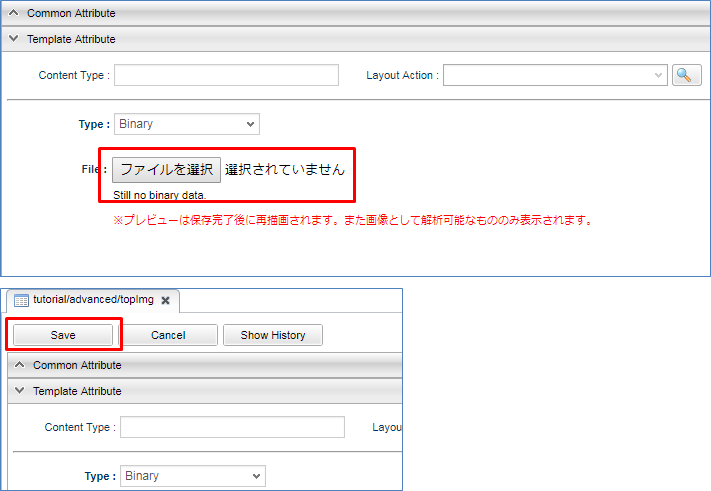 Common Attribute
Template Attribute
Content Type : Layout Action :
Type : Binary
File : ファイルを選択 選択されていません
Still no binary data.
※プレビューは保存完了後に再描画されます。また画像として解析可能なもののみ表示されます。
tutorial/advanced/topImg
Save Cancel Show History
Common Attribute
Template Attribute
Content Type : Layou
Type : Binary